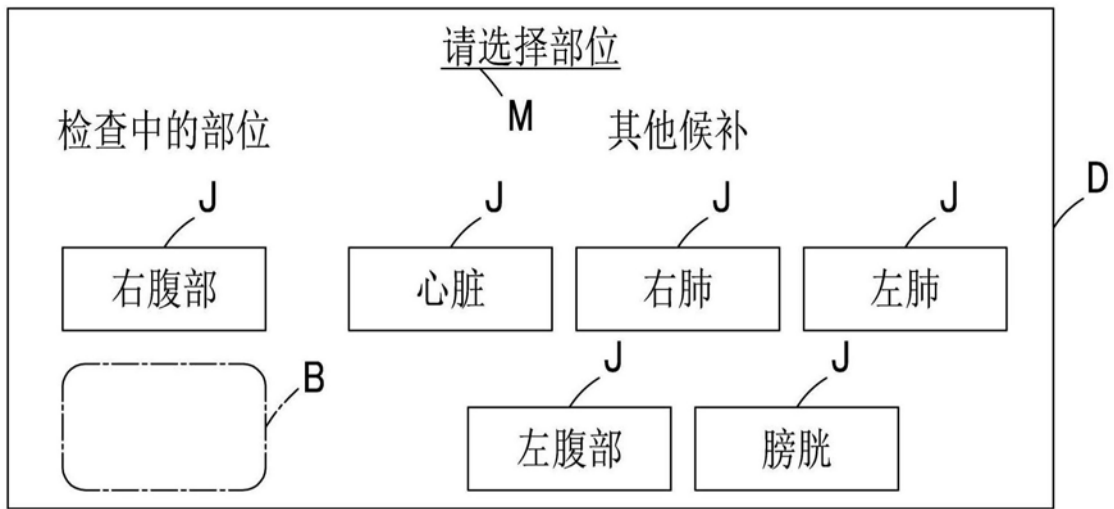 请选择部位
M
检查中的部位 其他候补
J J J J D
右腹部 心脏 右肺 左肺
B J J
左腹部 膀胱